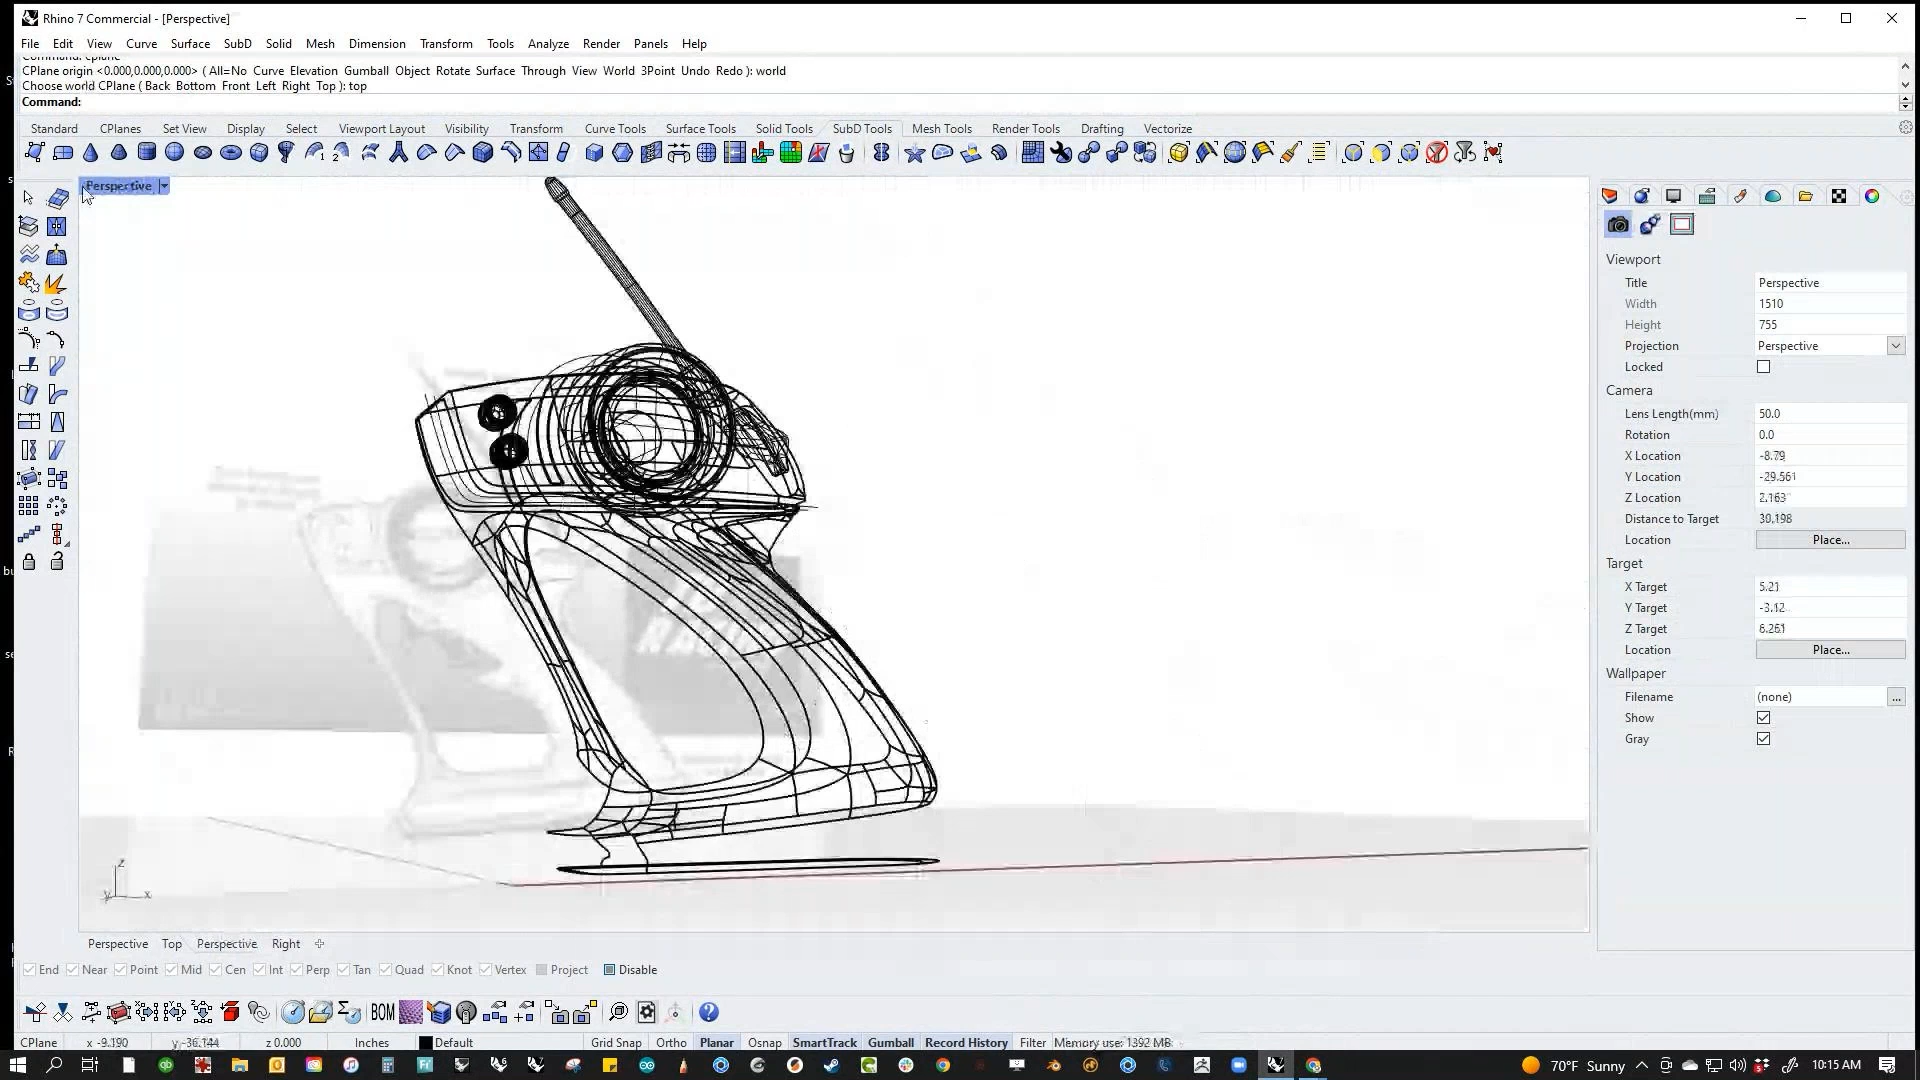 Rhino 7 Commercial - [Perspective]
File Edit View Curve Surface SubD Solid Mesh Dimension Transform Tools Analyze Render Panels Help
Command: cplane
CPlane origin <0.000,0.000,0.000> ( All=No Curve Elevation Gumball Object Rotate Surface Through View World 3Point Undo Redo ): world
Choose world CPlane ( Back Bottom Front Left Right Top ): top
Command:
Standard CPlanes Set View Display Select Viewport Layout Visibility Transform Curve Tools Surface Tools Solid Tools SubD Tools Mesh Tools Render Tools Drafting Vectorize
Perspective
Viewport
Title Perspective
Width 1510
Height 755
Projection Perspective
Locked
Camera
Lens Length(mm) 50.0
Rotation 0.0
X Location -8.79
Y Location -29.561
Z Location 2.163
Distance to Target 30.198
Location Place...
Target
X Target 5.21
Y Target -3.12
Z Target 6.261
Location Place...
Wallpaper
Filename (none) ...
Show
Gray
z
y x
Perspective Top Perspective Right
End Near Point Mid Cen Int Perp Tan Quad Knot Vertex Project Disable
BOM
CPlane x -9.190 y -36.144 z 0.000 Inches Default Grid Snap Ortho Planar Osnap SmartTrack Gumball Record History Filter Memory use: 1392 MB
70°F Sunny 10:15 AM